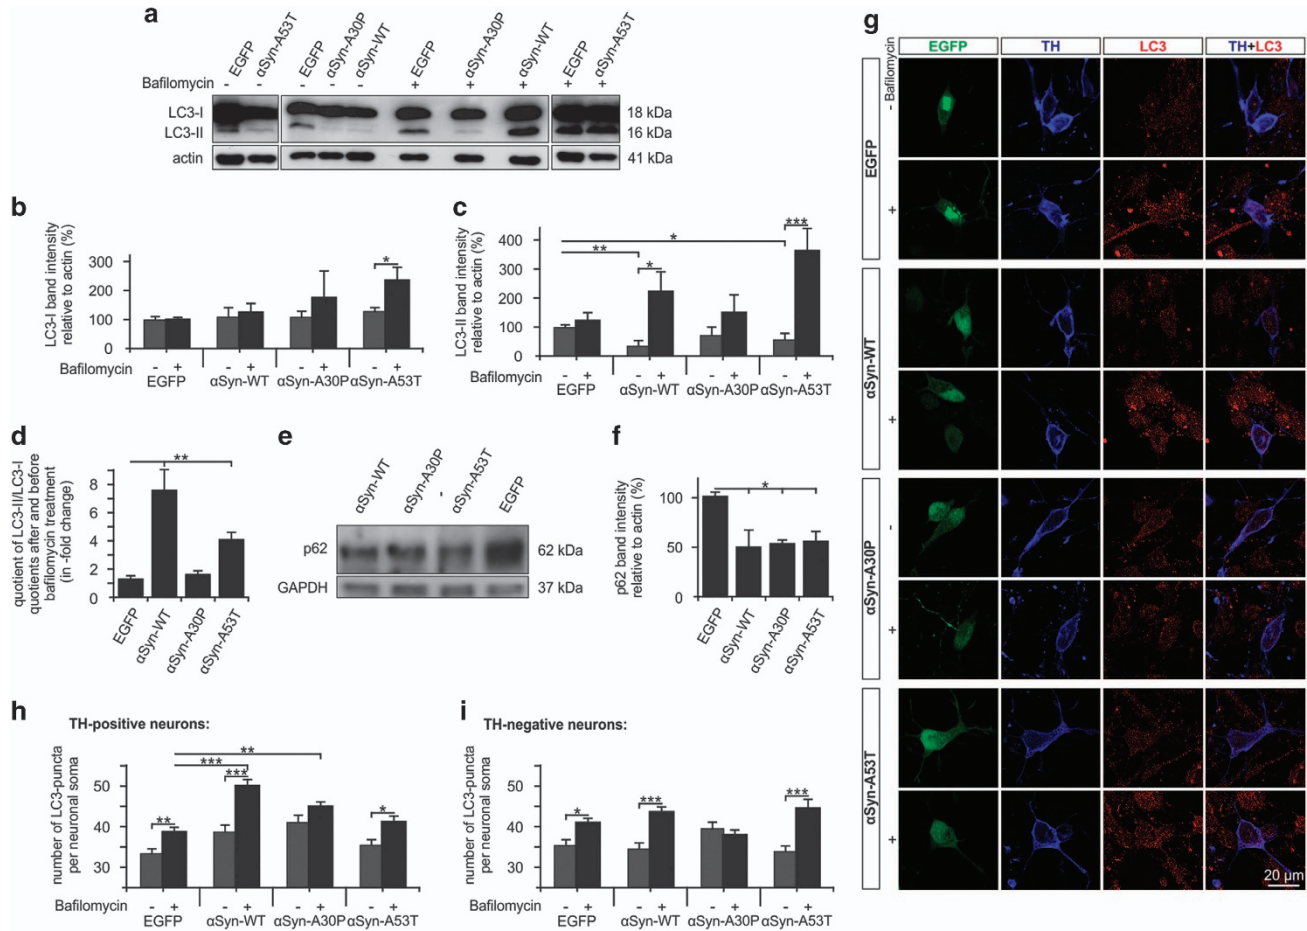 a
EGFP
αSyn-A53T
EGFP
αSyn-A30P
αSyn-WT
EGFP
αSyn-A30P
αSyn-WT
EGFP
αSyn-A53T
Bafilomycin - - - - - + + + + +
LC3-I 18 kDa
LC3-II 16 kDa
actin 41 kDa
b
LC3-I band intensity
relative to actin (%)
300
200
100
0
*
Bafilomycin - + - + - + - +
EGFP αSyn-WT αSyn-A30P αSyn-A53T
c
LC3-II band intensity
relative to actin (%)
400
300
200
100
0
** * * ***
Bafilomycin - + - + - + - +
EGFP αSyn-WT αSyn-A30P αSyn-A53T
d
quotient of LC3-II/LC3-I
quotients after and before
bafilomycin treatment
(in -fold change)
8
6
4
2
0
**
EGFP
αSyn-WT
αSyn-A30P
αSyn-A53T
e
αSyn-WT
αSyn-A30P
-
αSyn-A53T
EGFP
p62 62 kDa
GAPDH 37 kDa
f
p62 band intensity
relative to actin (%)
100
50
0
*
EGFP
αSyn-WT
αSyn-A30P
αSyn-A53T
g
EGFP TH LC3 TH+LC3
- Bafilomycin
+
EGFP
-
+
αSyn-WT
-
+
αSyn-A30P
-
+
αSyn-A53T
20 μm
h
TH-positive neurons:
number of LC3-puncta
per neuronal soma
50
40
30
** *** *** ** *
Bafilomycin - + - + - + - +
EGFP αSyn-WT αSyn-A30P αSyn-A53T
i
TH-negative neurons:
number of LC3-puncta
per neuronal soma
50
40
30
* *** ***
Bafilomycin - + - + - + - +
EGFP αSyn-WT αSyn-A30P αSyn-A53T